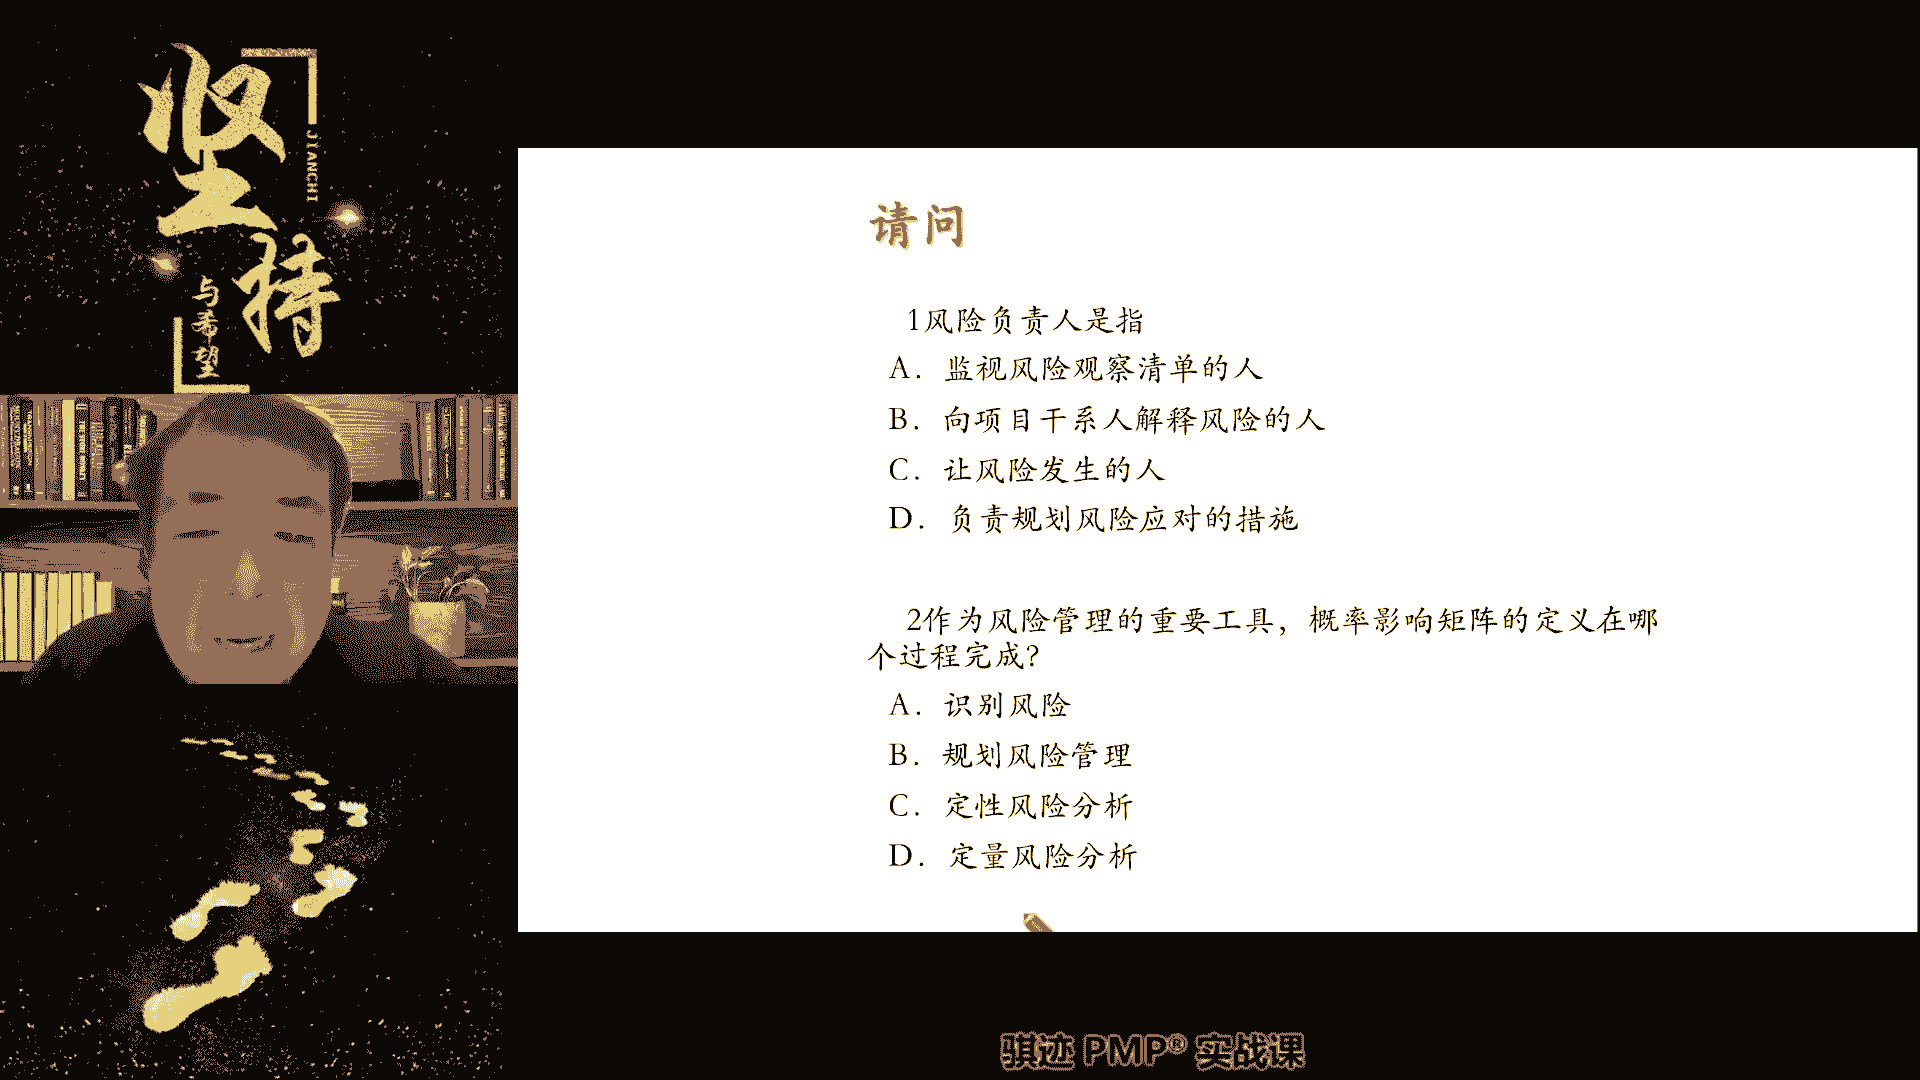 坚持
JIANCHI
与希望
请问
1风险负责人是指
A. 监视风险观察清单的人
B. 向项目干系人解释风险的人
C. 让风险发生的人
D. 负责规划风险应对的措施
2作为风险管理的重要工具，概率影响矩阵的定义在哪
个过程完成？
A. 识别风险
B. 规划风险管理
C. 定性风险分析
D. 定量风险分析
骐迹 PMP® 实战课